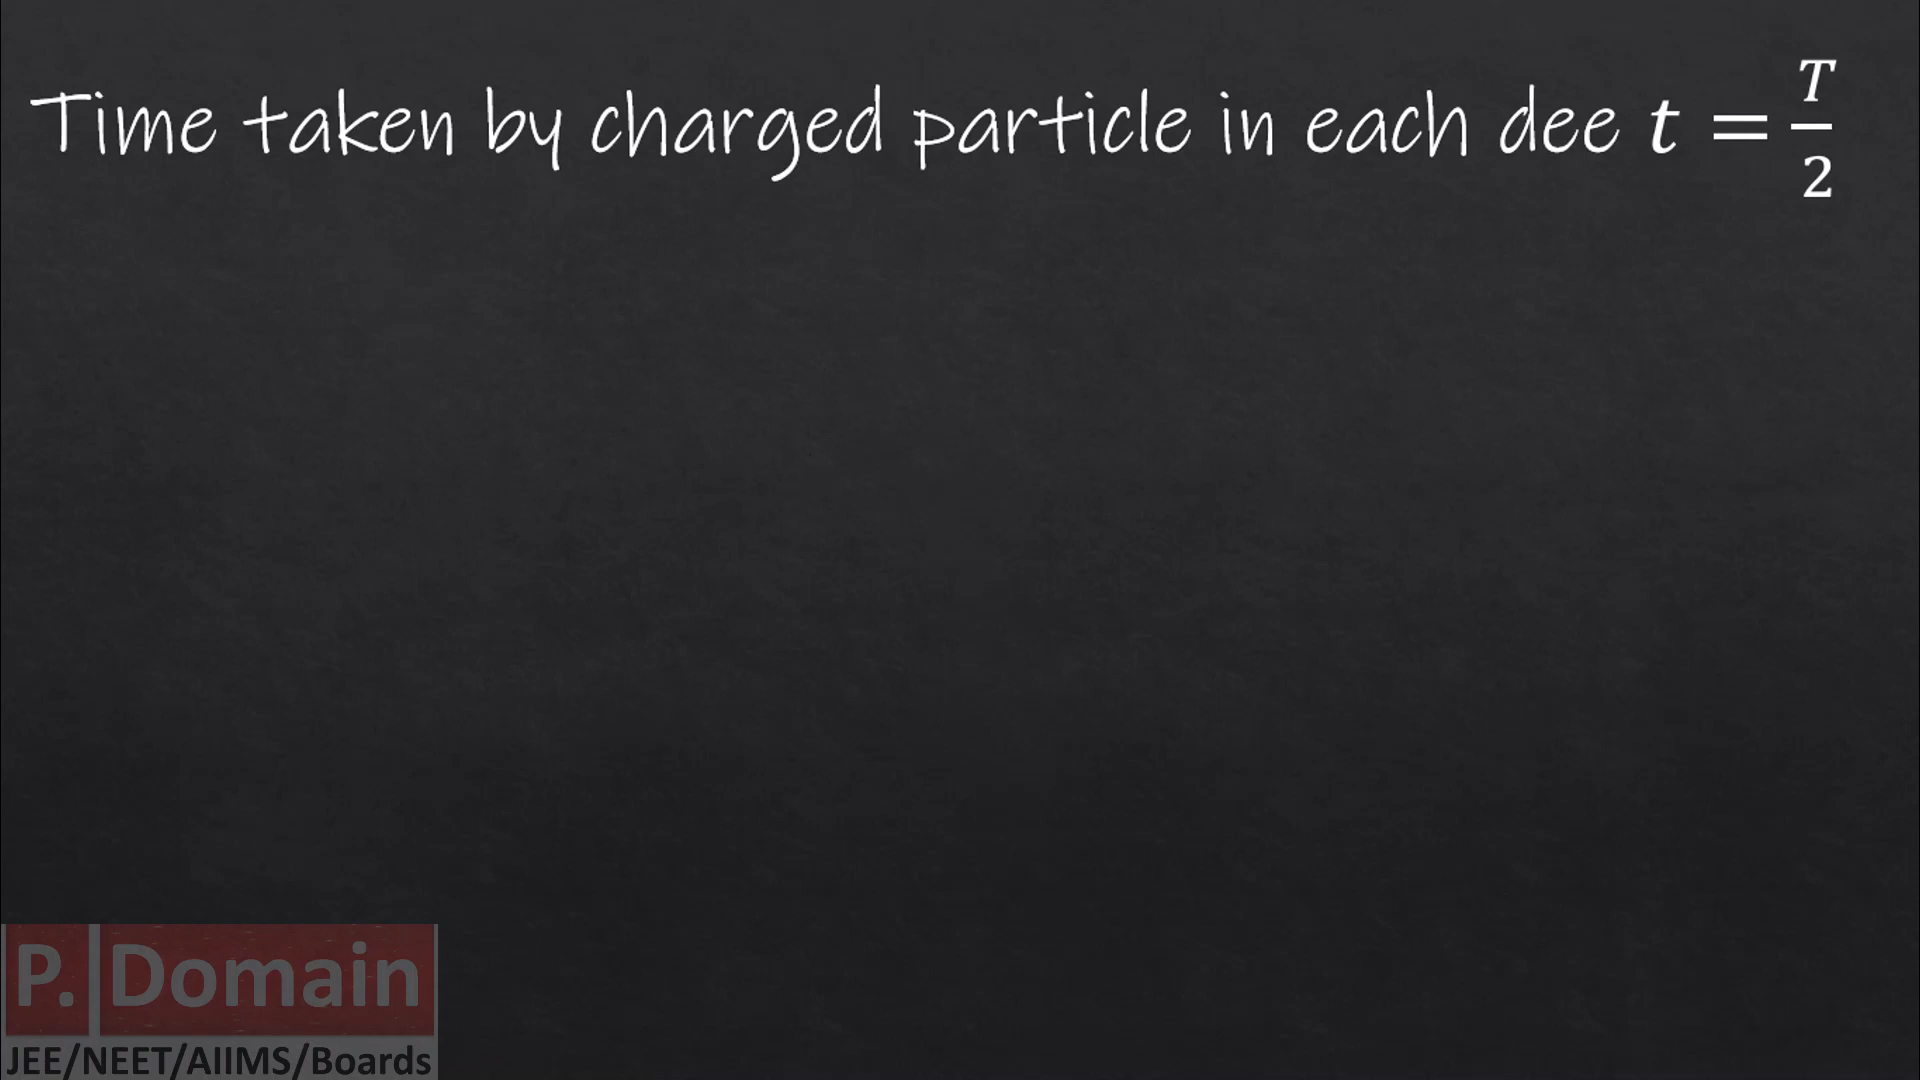 Time taken by charged particle in each dee t = T/2
P. Domain
JEE/NEET/AIIMS/Boards